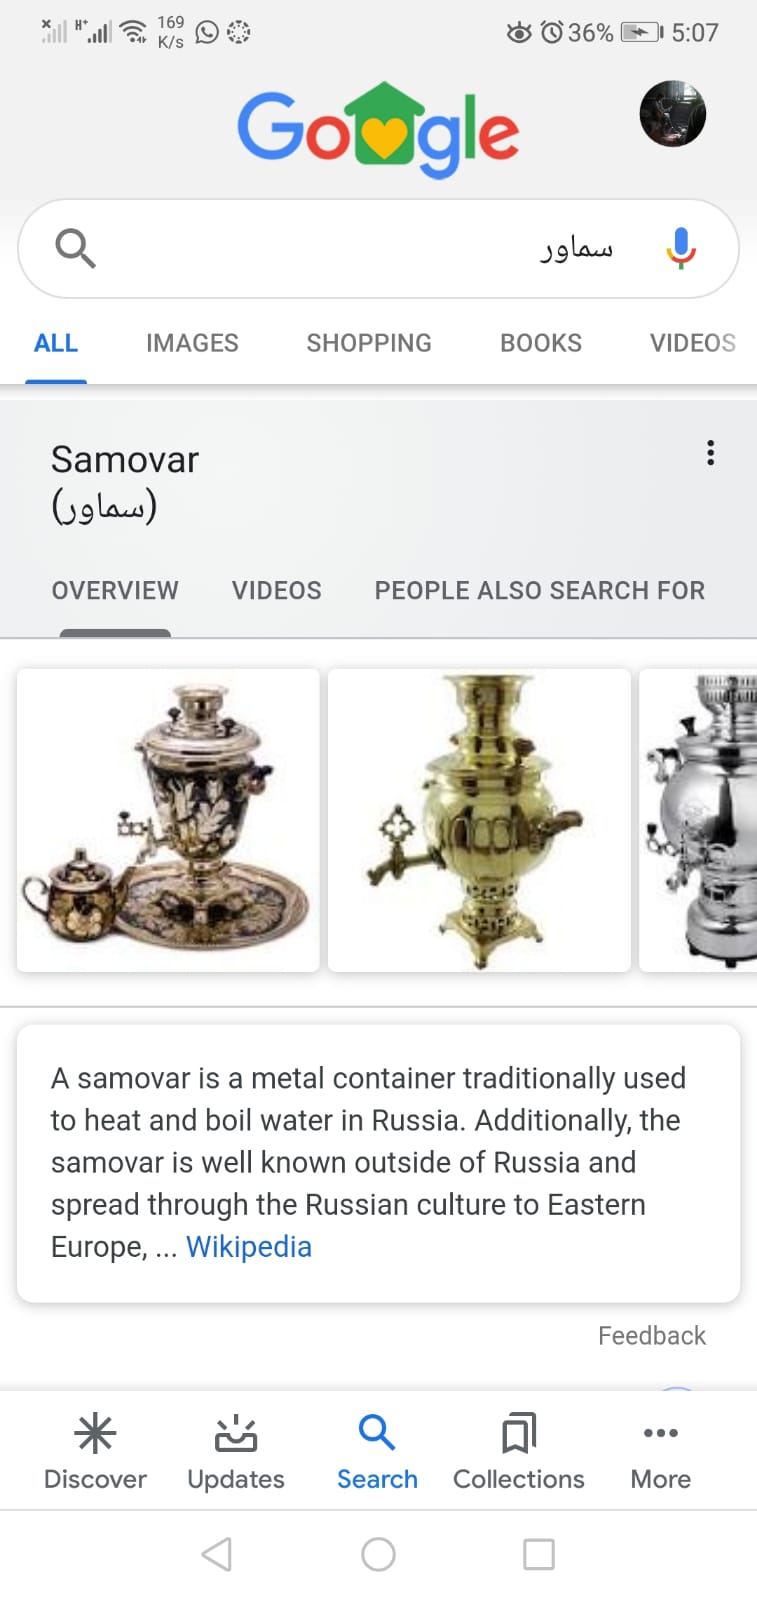 169
K/s
H+
36%
5:07
Google
سماور
ALL IMAGES SHOPPING BOOKS VIDEOS
Samovar
(سماور)
OVERVIEW VIDEOS PEOPLE ALSO SEARCH FOR
A samovar is a metal container traditionally used
to heat and boil water in Russia. Additionally, the
samovar is well known outside of Russia and
spread through the Russian culture to Eastern
Europe, ... Wikipedia
Feedback
Discover Updates Search Collections More